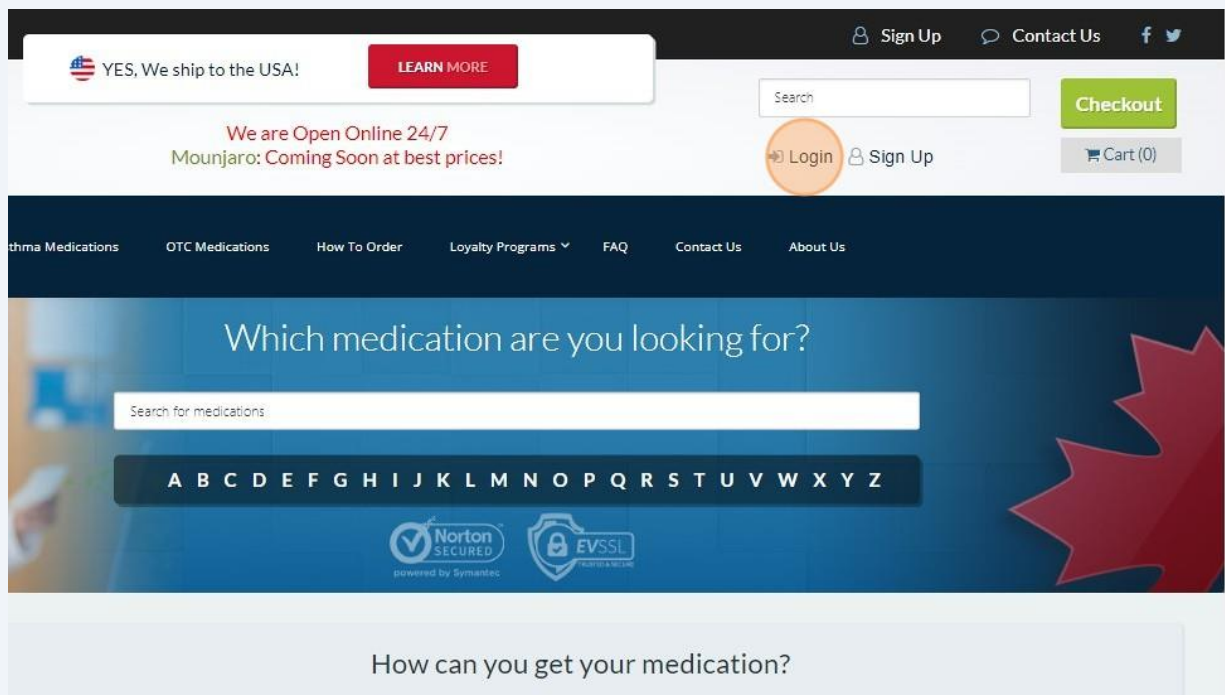 Sign Up
Contact Us
YES, We ship to the USA!
LEARN MORE
Search
Checkout
We are Open Online 24/7
Mounjaro: Coming Soon at best prices!
Login
Sign Up
Cart (0)
thma Medications
OTC Medications
How To Order
Loyalty Programs
FAQ
Contact Us
About Us
Which medication are you looking for?
Search for medications
A B C D E F G H I J K L M N O P Q R S T U V W X Y Z
Norton
SECURED
powered by Symantec
EVSSL
TRUSTED & SECURE
How can you get your medication?